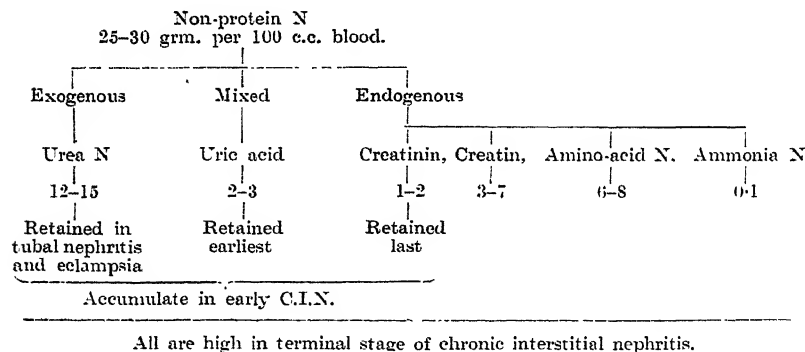 Non-protein N
25–30 grm. per 100 c.c. blood.
Exogenous Mixed Endogenous
Urea N Uric acid Creatinin, Creatin, Amino-acid N. Ammonia N
12–15 2–3 1–2 3–7 6–8 0·1
Retained in Retained Retained
tubal nephritis earliest last
and eclampsia
Accumulate in early C.I.N.
All are high in terminal stage of chronic interstitial nephritis.